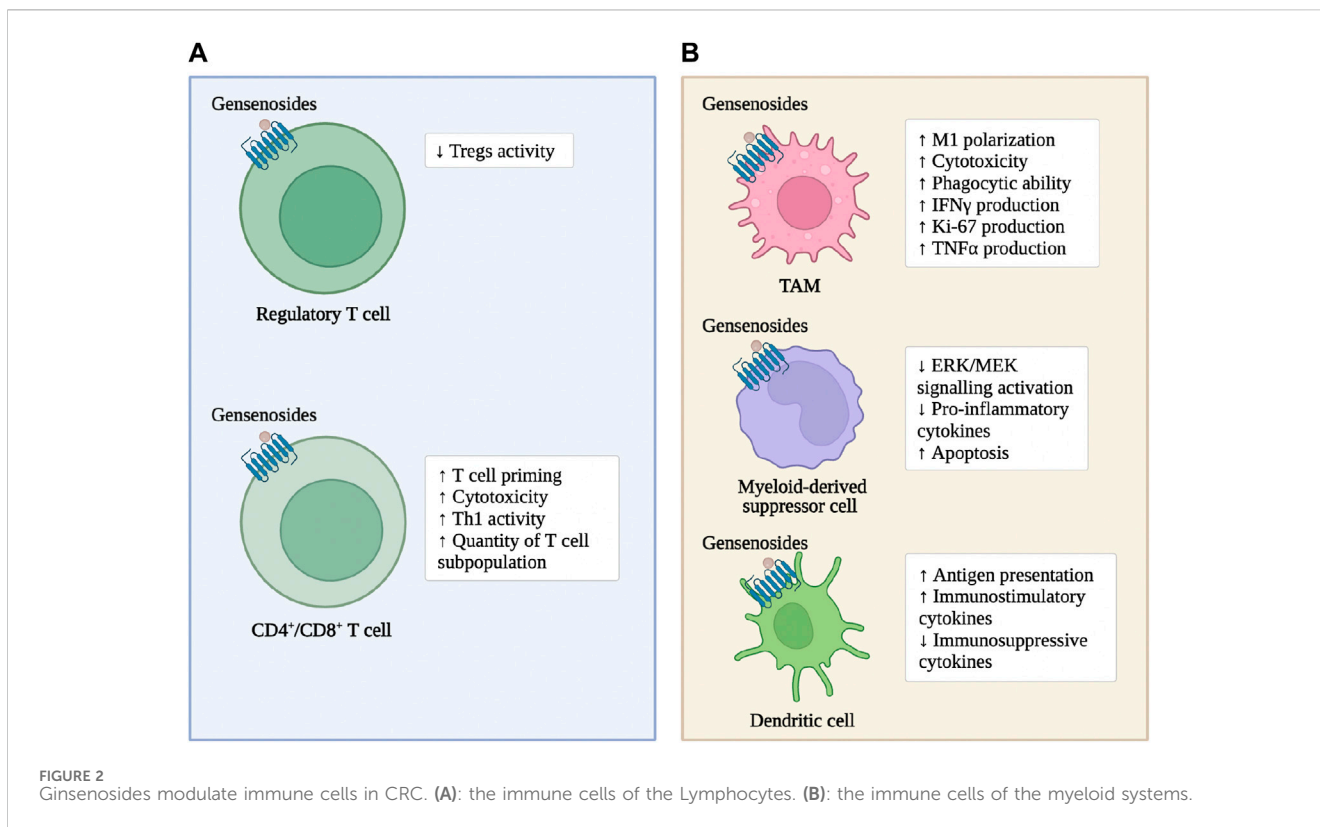 A
Gensenosides
↓ Tregs activity
Regulatory T cell
Gensenosides
↑ T cell priming
↑ Cytotoxicity
↑ Th1 activity
↑ Quantity of T cell
subpopulation
CD4⁺/CD8⁺ T cell
B
Gensenosides
↑ M1 polarization
↑ Cytotoxicity
↑ Phagocytic ability
↑ IFNγ production
↑ Ki-67 production
↑ TNFα production
TAM
Gensenosides
↓ ERK/MEK
signalling activation
↓ Pro-inflammatory
cytokines
↑ Apoptosis
Myeloid-derived
suppressor cell
Gensenosides
↑ Antigen presentation
↑ Immunostimulatory
cytokines
↓ Immunosuppressive
cytokines
Dendritic cell
FIGURE 2
Ginsenosides modulate immune cells in CRC. (A): the immune cells of the Lymphocytes. (B): the immune cells of the myeloid systems.